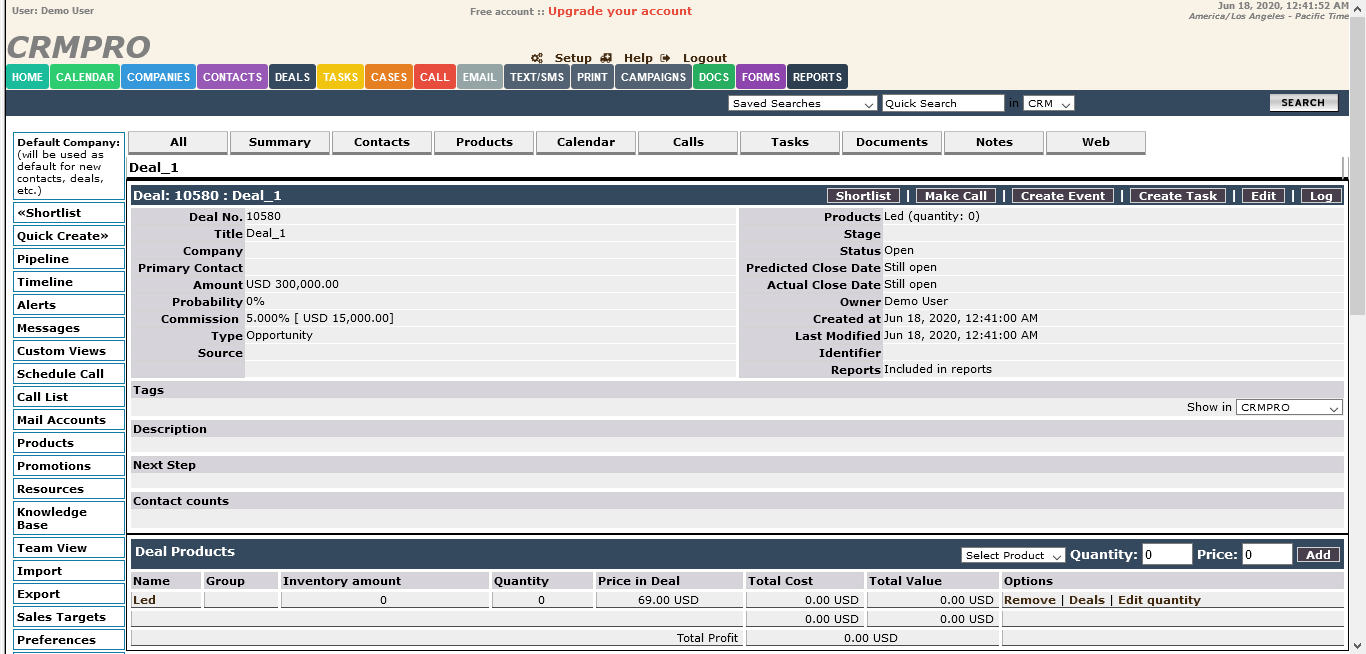 User: Demo User
Free account :: Upgrade your account
Jun 18, 2020, 12:41:52 AM
America/Los Angeles - Pacific Time
CRMPRO
Setup Help Logout
HOME CALENDAR COMPANIES CONTACTS DEALS TASKS CASES CALL EMAIL TEXT/SMS PRINT CAMPAIGNS DOCS FORMS REPORTS
Saved Searches Quick Search in CRM SEARCH
Default Company:
(will be used as
default for new
contacts, deals,
etc.)
«Shortlist
Quick Create»
Pipeline
Timeline
Alerts
Messages
Custom Views
Schedule Call
Call List
Mail Accounts
Products
Promotions
Resources
Knowledge
Base
Team View
Import
Export
Sales Targets
Preferences
All Summary Contacts Products Calendar Calls Tasks Documents Notes Web
Deal_1
Deal: 10580 : Deal_1 Shortlist | Make Call | Create Event | Create Task | Edit | Log
Deal No. 10580
Title Deal_1
Company
Primary Contact
Amount USD 300,000.00
Probability 0%
Commission 5.000% [ USD 15,000.00]
Type Opportunity
Source
Products Led (quantity: 0)
Stage
Status Open
Predicted Close Date Still open
Actual Close Date Still open
Owner Demo User
Created at Jun 18, 2020, 12:41:00 AM
Last Modified Jun 18, 2020, 12:41:00 AM
Identifier
Reports Included in reports
Tags
Show in CRMPRO
Description
Next Step
Contact counts
Deal Products Select Product Quantity: 0 Price: 0 Add
Name Group Inventory amount Quantity Price in Deal Total Cost Total Value Options
Led 0 0 69.00 USD 0.00 USD 0.00 USD Remove | Deals | Edit quantity
0.00 USD 0.00 USD
Total Profit 0.00 USD